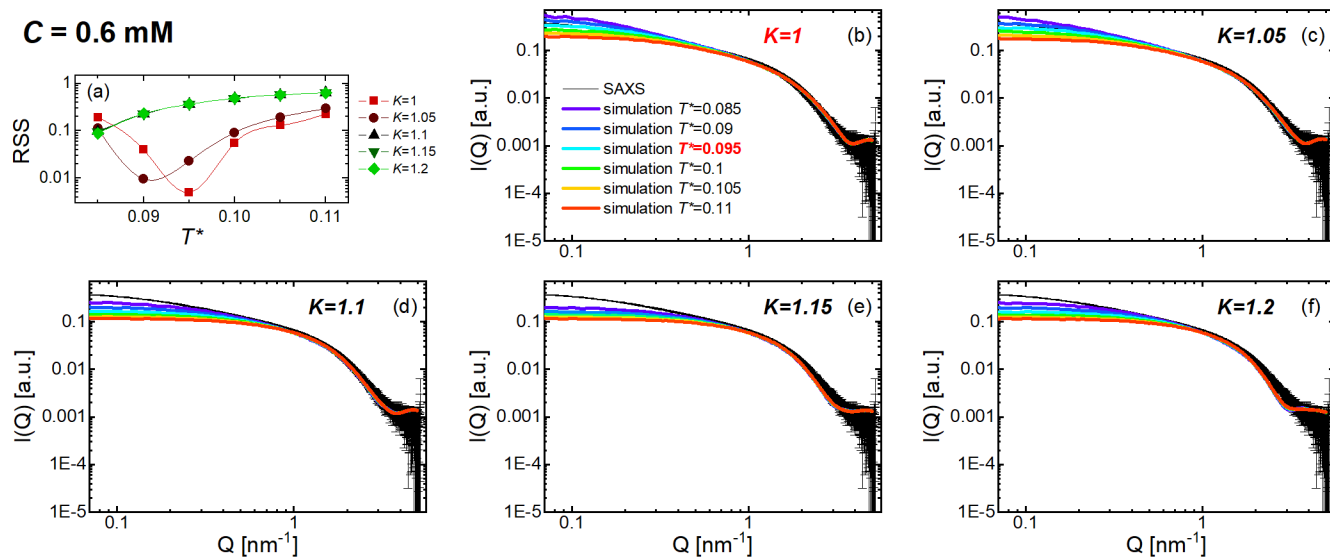 C = 0.6 mM
(a)
1
0.1
0.01
RSS
0.09
0.10
0.11
T*
K=1
K=1.05
K=1.1
K=1.15
K=1.2
K=1
(b)
0.1
0.01
0.001
1E-4
1E-5
I(Q) [a.u.]
SAXS
simulation T*=0.085
simulation T*=0.09
simulation T*=0.095
simulation T*=0.1
simulation T*=0.105
simulation T*=0.11
0.1
1
K=1.05
(c)
0.1
0.01
0.001
1E-4
1E-5
I(Q) [a.u.]
0.1
1
K=1.1
(d)
0.1
0.01
0.001
1E-4
1E-5
I(Q) [a.u.]
0.1
1
Q [nm⁻¹]
K=1.15
(e)
0.1
0.01
0.001
1E-4
1E-5
I(Q) [a.u.]
0.1
1
Q [nm⁻¹]
K=1.2
(f)
0.1
0.01
0.001
1E-4
1E-5
I(Q) [a.u.]
0.1
1
Q [nm⁻¹]